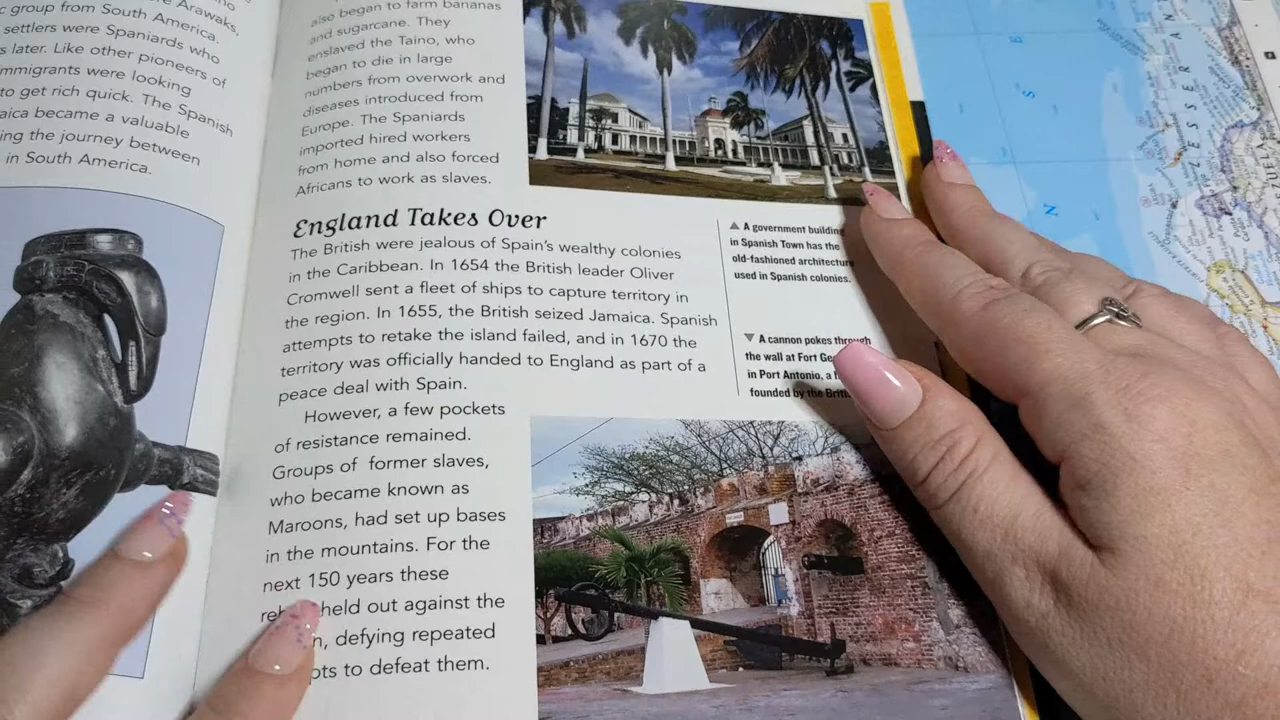 Arawaks,
c group from South America.
settlers were Spaniards who
s later. Like other pioneers of
mmigrants were looking
to get rich quick. The Spanish
aica became a valuable
ing the journey between
in South America.
also began to farm bananas
and sugarcane. They
enslaved the Taino, who
began to die in large
numbers from overwork and
diseases introduced from
Europe. The Spaniards
imported hired workers
from home and also forced
Africans to work as slaves.
England Takes Over
The British were jealous of Spain's wealthy colonies
in the Caribbean. In 1654 the British leader Oliver
Cromwell sent a fleet of ships to capture territory in
the region. In 1655, the British seized Jamaica. Spanish
attempts to retake the island failed, and in 1670 the
territory was officially handed to England as part of a
peace deal with Spain.
However, a few pockets
of resistance remained.
Groups of former slaves,
who became known as
Maroons, had set up bases
in the mountains. For the
next 150 years these
held out against the
n, defying repeated
pts to defeat them.
▲ A government building
in Spanish Town has the
old-fashioned architecture
used in Spanish colonies.
▼ A cannon pokes through
the wall at Fort Ge
in Port Antonio, a
founded by the Briti